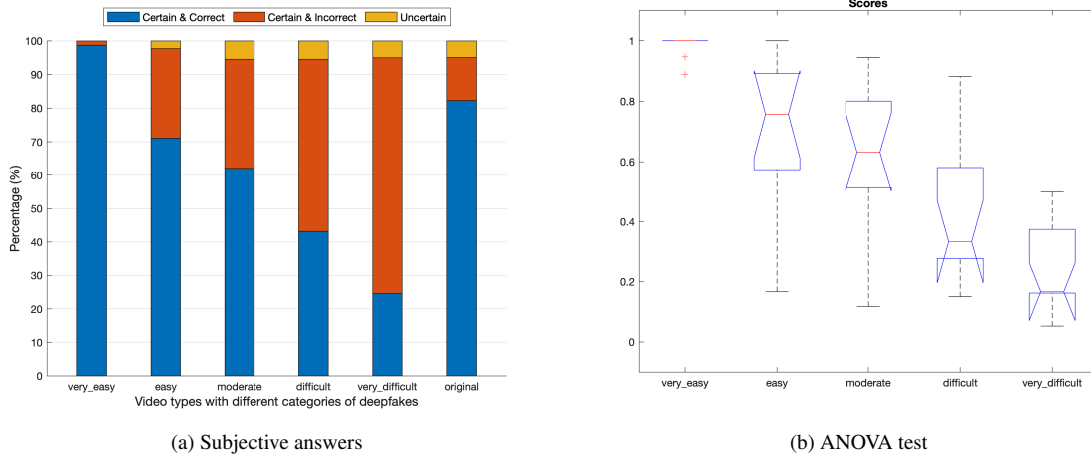 Certain & Correct Certain & Incorrect Uncertain
100
90
80
70
60
50
40
30
20
10
0
Percentage (%)
very_easy easy moderate difficult very_difficult original
Video types with different categories of deepfakes
(a) Subjective answers
Scores
1
0.8
0.6
0.4
0.2
0
very_easy easy moderate difficult very_difficult
(b) ANOVA test